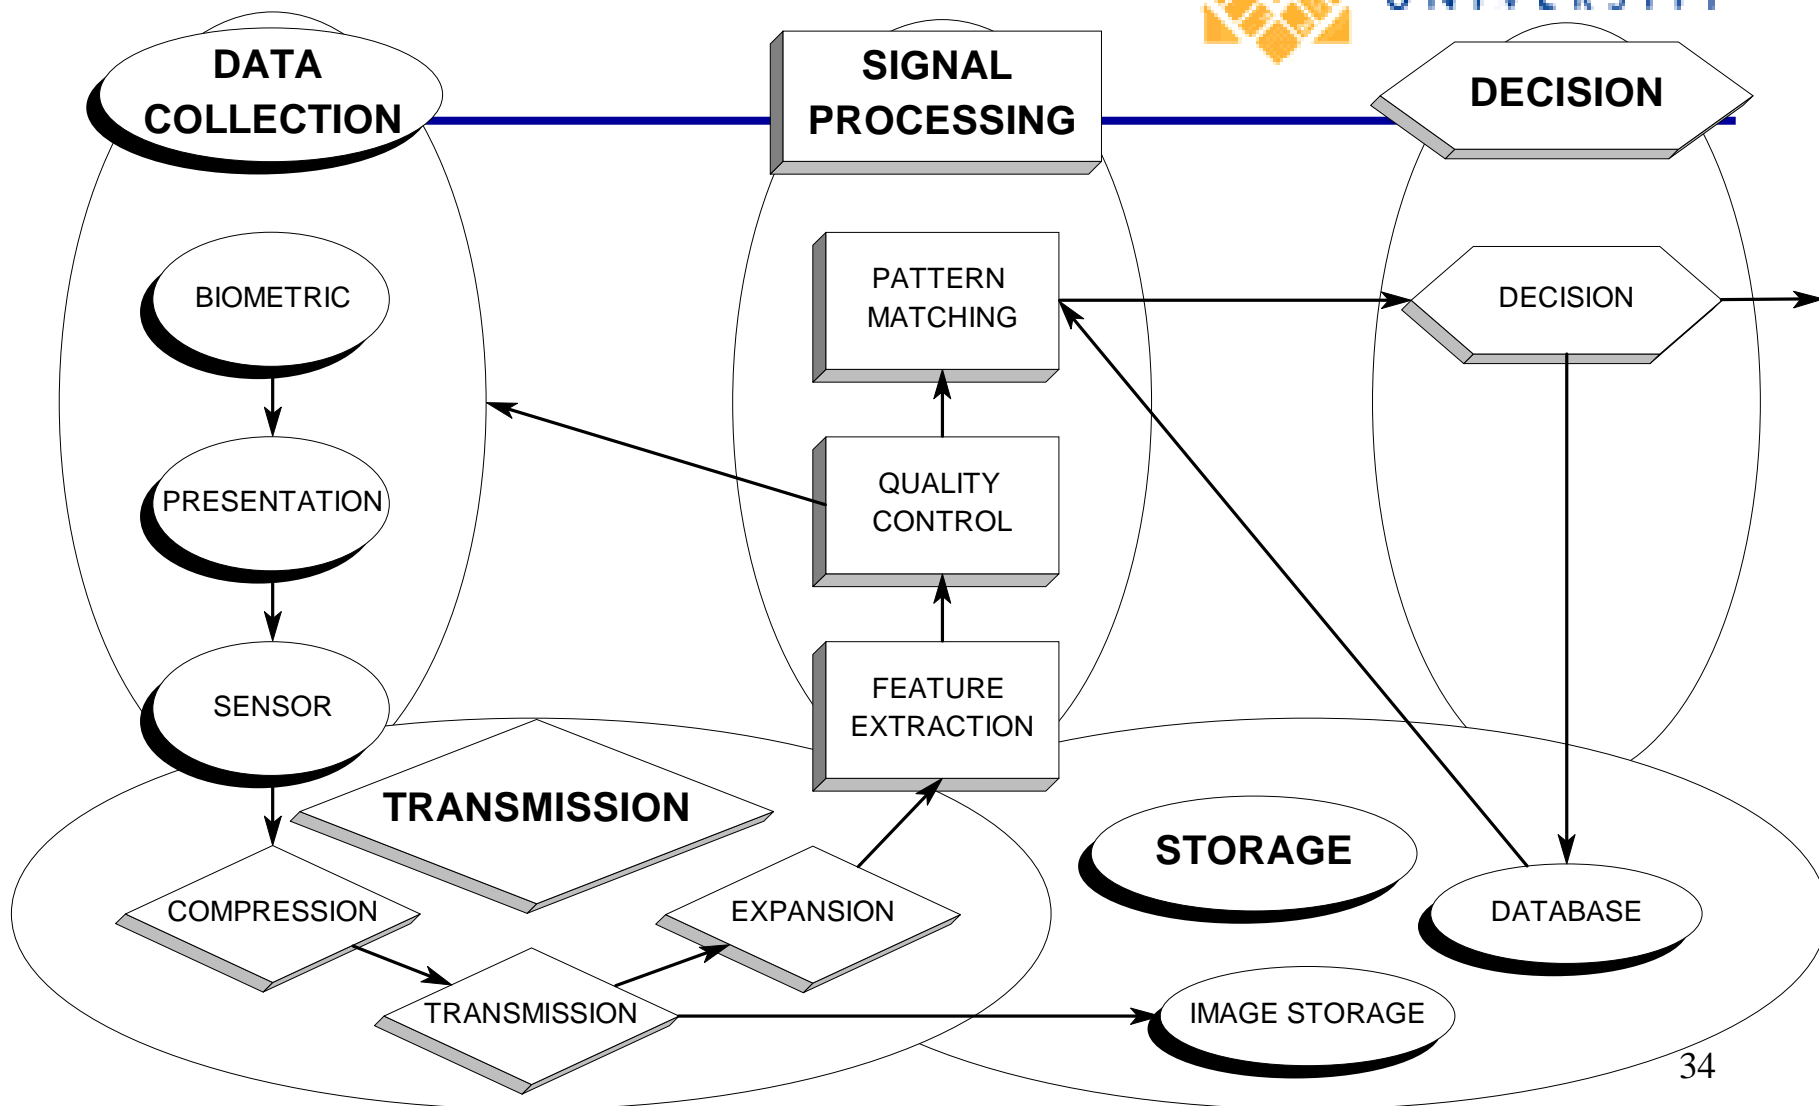 UNIVERSITY
DATA
COLLECTION
SIGNAL
PROCESSING
DECISION
BIOMETRIC
PATTERN
MATCHING
DECISION
PRESENTATION
QUALITY
CONTROL
SENSOR
FEATURE
EXTRACTION
TRANSMISSION
STORAGE
COMPRESSION
EXPANSION
DATABASE
TRANSMISSION
IMAGE STORAGE
34